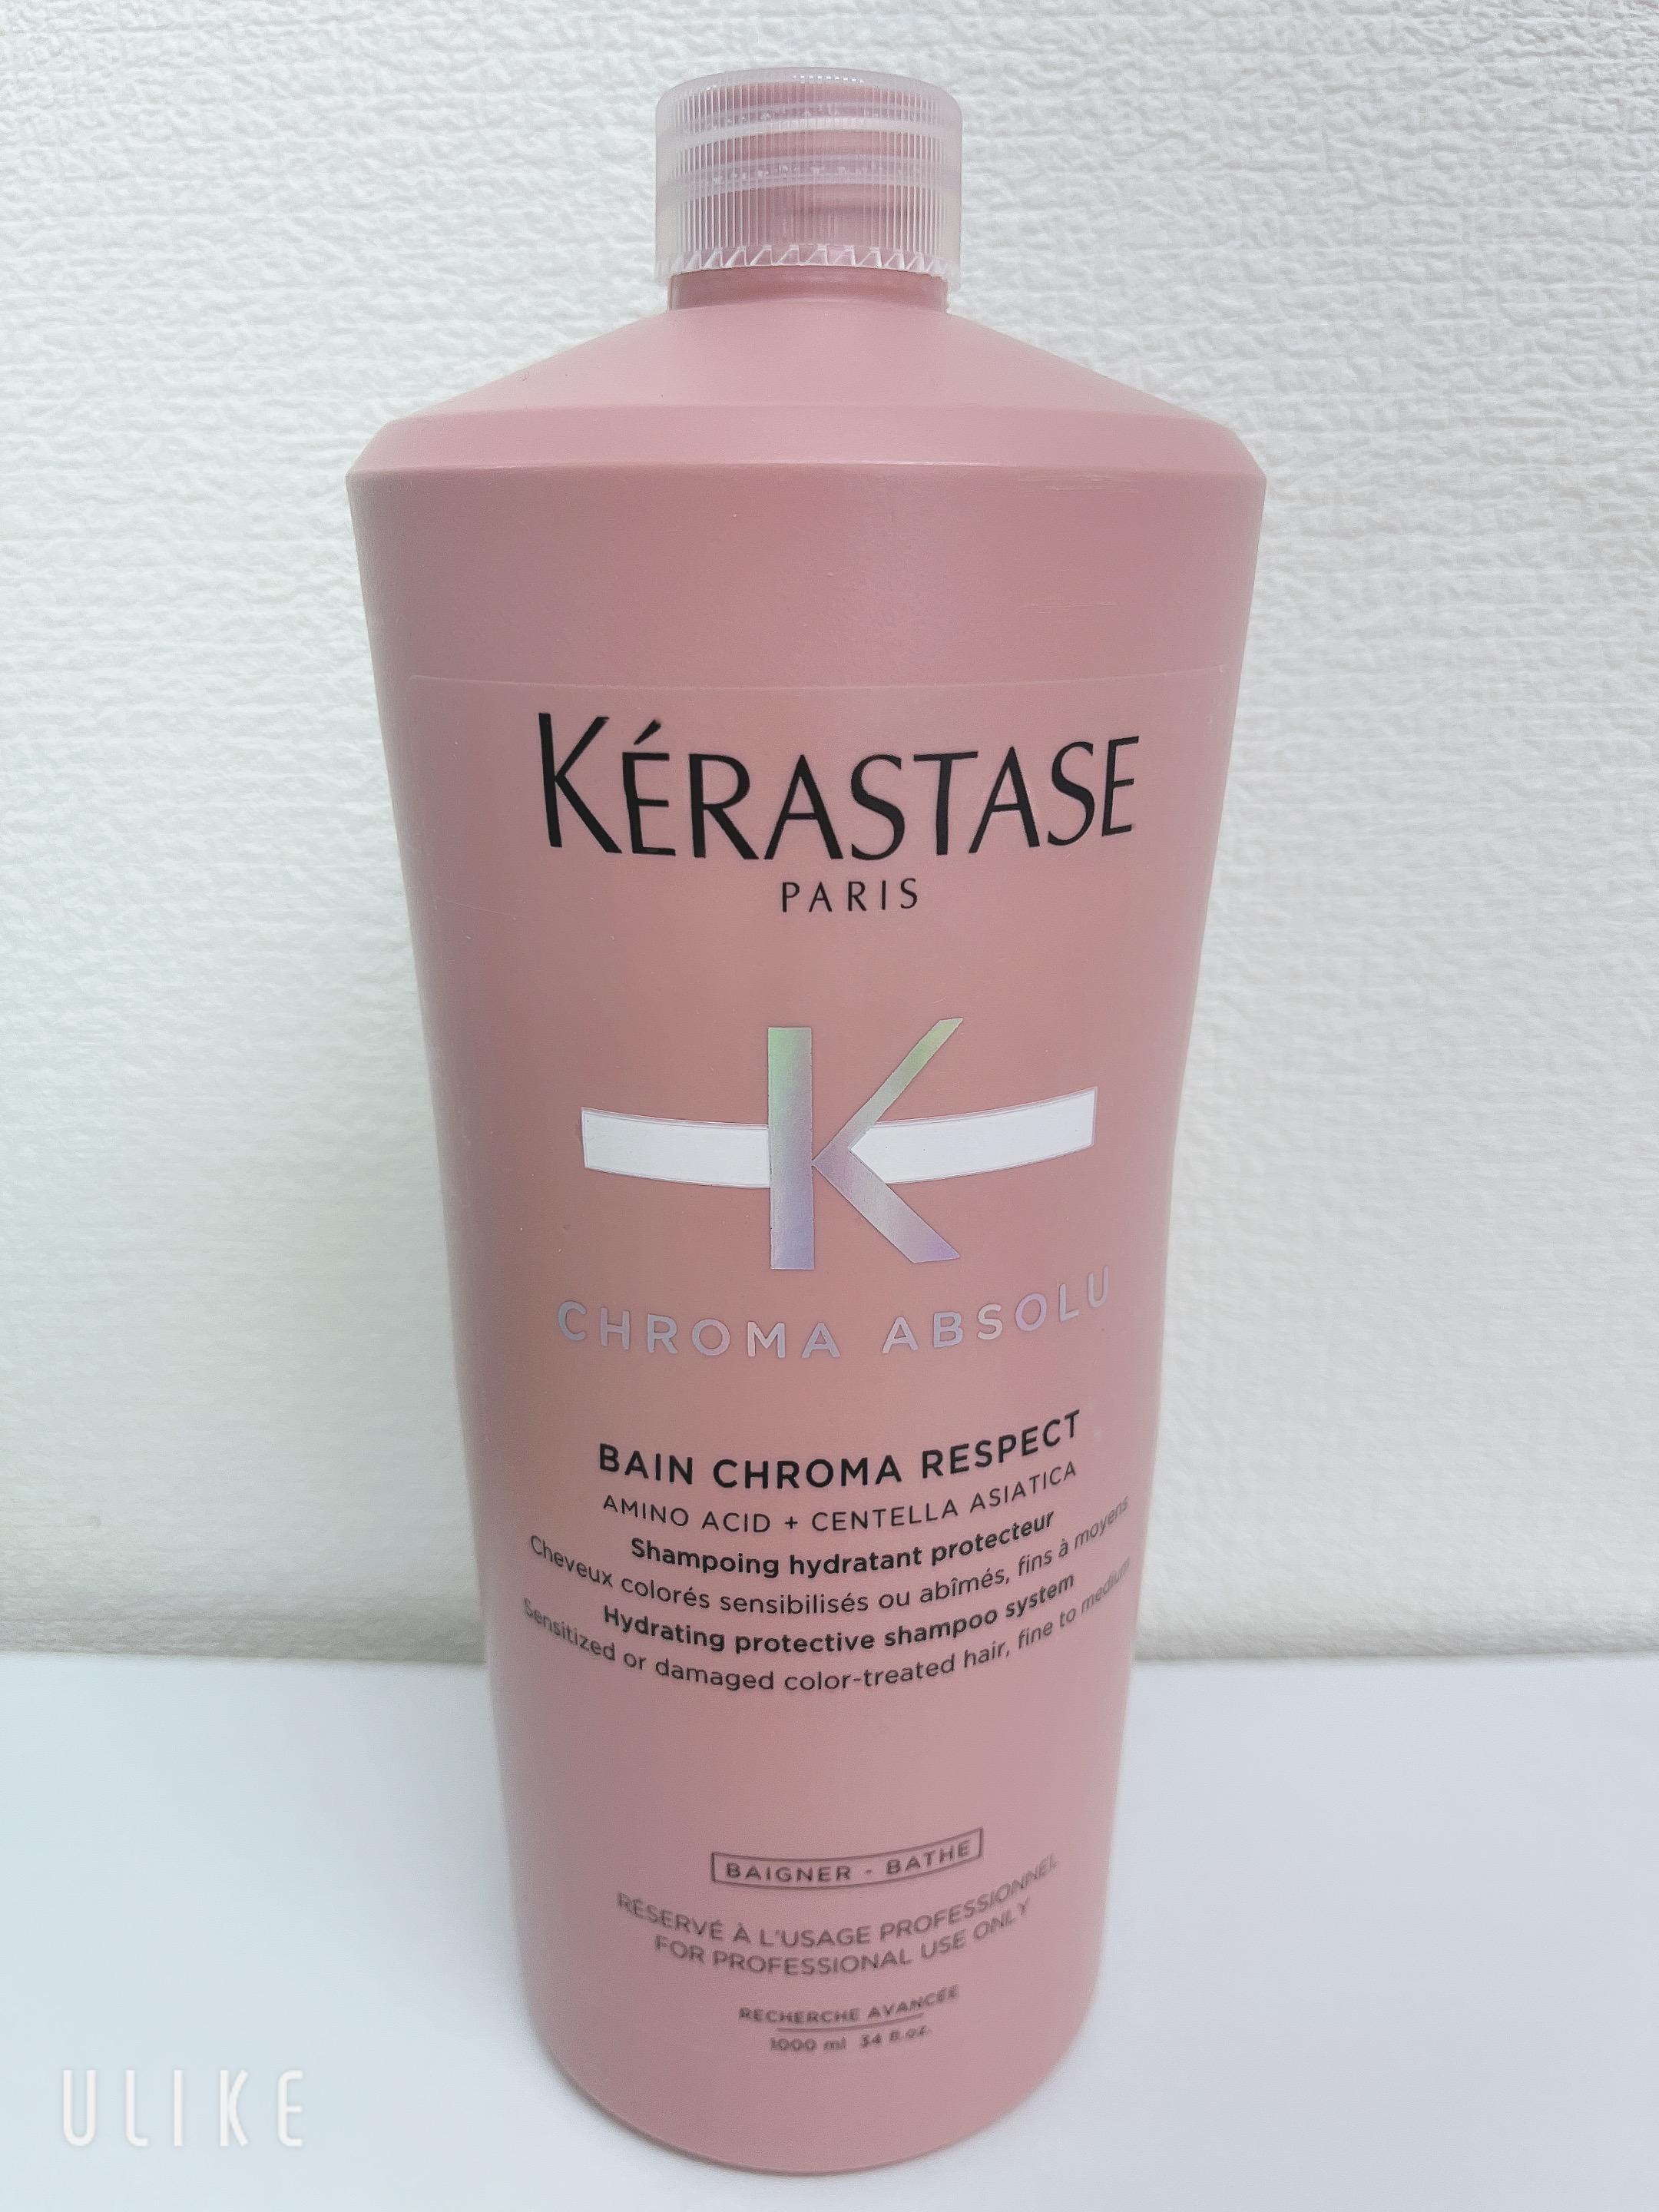 KÉRASTASE
PARIS
K
CHROMA ABSOLU
BAIN CHROMA RESPECT
AMINO ACID + CENTELLA ASIATICA
Shampoing hydratant protecteur
Cheveux colorés sensibilisés ou abîmés, fins à moyens
Hydrating protective shampoo system
Sensitized or damaged color-treated hair, fine to medium
BAIGNER - BATHE
RÉSERVÉ À L'USAGE PROFESSIONNEL
FOR PROFESSIONAL USE ONLY
RECHERCHE AVANCÉE
1000 ml 34 fl.oz.
ULIKE